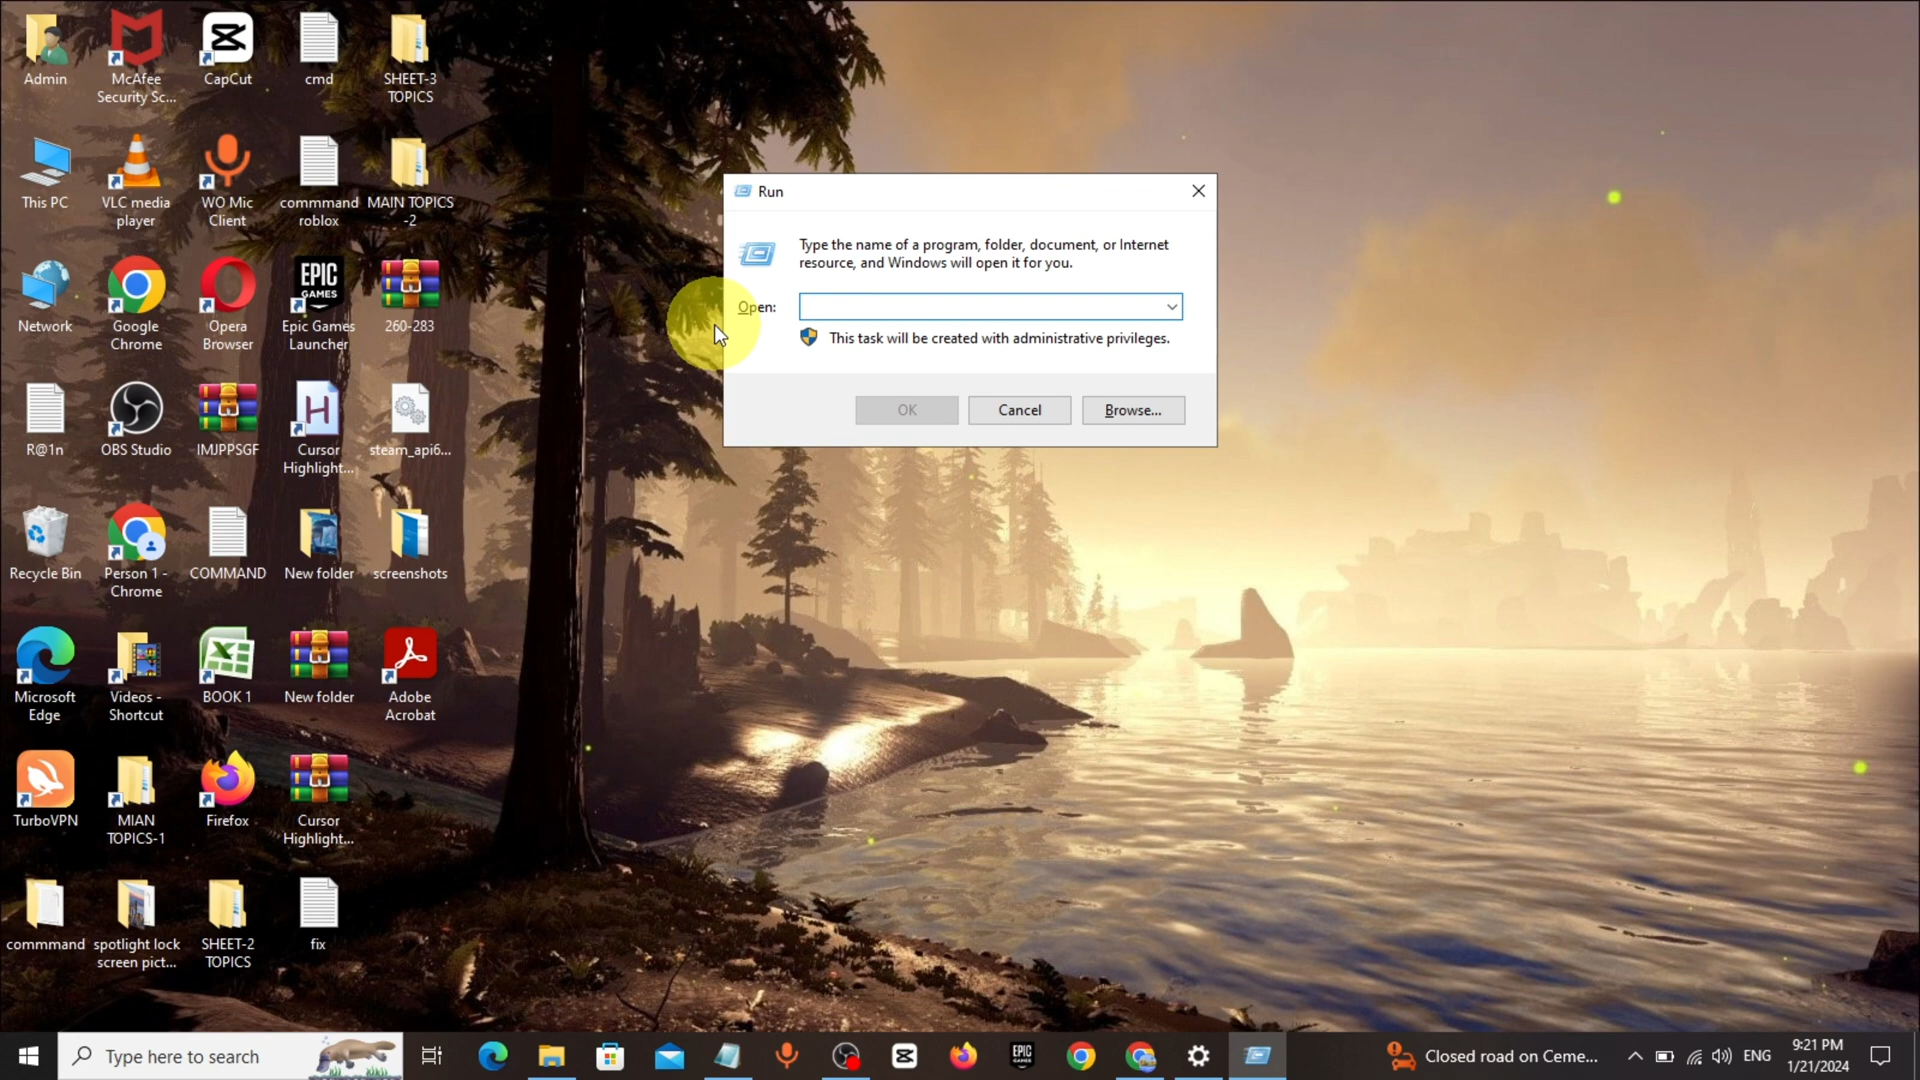 Admin
McAfee
Security Sc...
CapCut
cmd
SHEET-3
TOPICS
This PC
VLC media
player
WO Mic
Client
commmand
roblox
MAIN TOPICS
-2
Network
Google
Chrome
Opera
Browser
EPIC
GAMES
Epic Games
Launcher
260-283
R@1n
OBS Studio
IMJPPSGF
H
Cursor
Highlight...
steam_api6...
Recycle Bin
Person 1 -
Chrome
COMMAND
New folder
screenshots
Microsoft
Edge
Videos -
Shortcut
BOOK 1
New folder
Adobe
Acrobat
TurboVPN
MIAN
TOPICS-1
Firefox
Cursor
Highlight...
commmand
spotlight lock
screen pict...
SHEET-2
TOPICS
fix
Run
Type the name of a program, folder, document, or Internet
resource, and Windows will open it for you.
Open:
This task will be created with administrative privileges.
OK
Cancel
Browse...
Type here to search
EPIC
Closed road on Ceme...
ENG
9:21 PM
1/21/2024